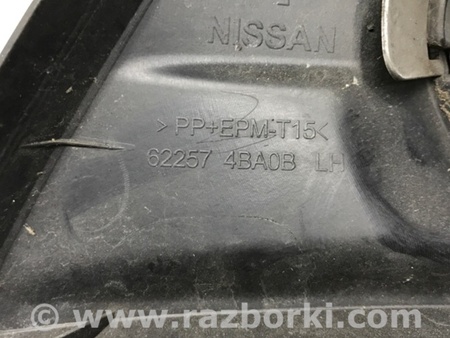 NISSAN
>PP+EPM-T15<
62257 4BA0B LH
© www.razborki.com